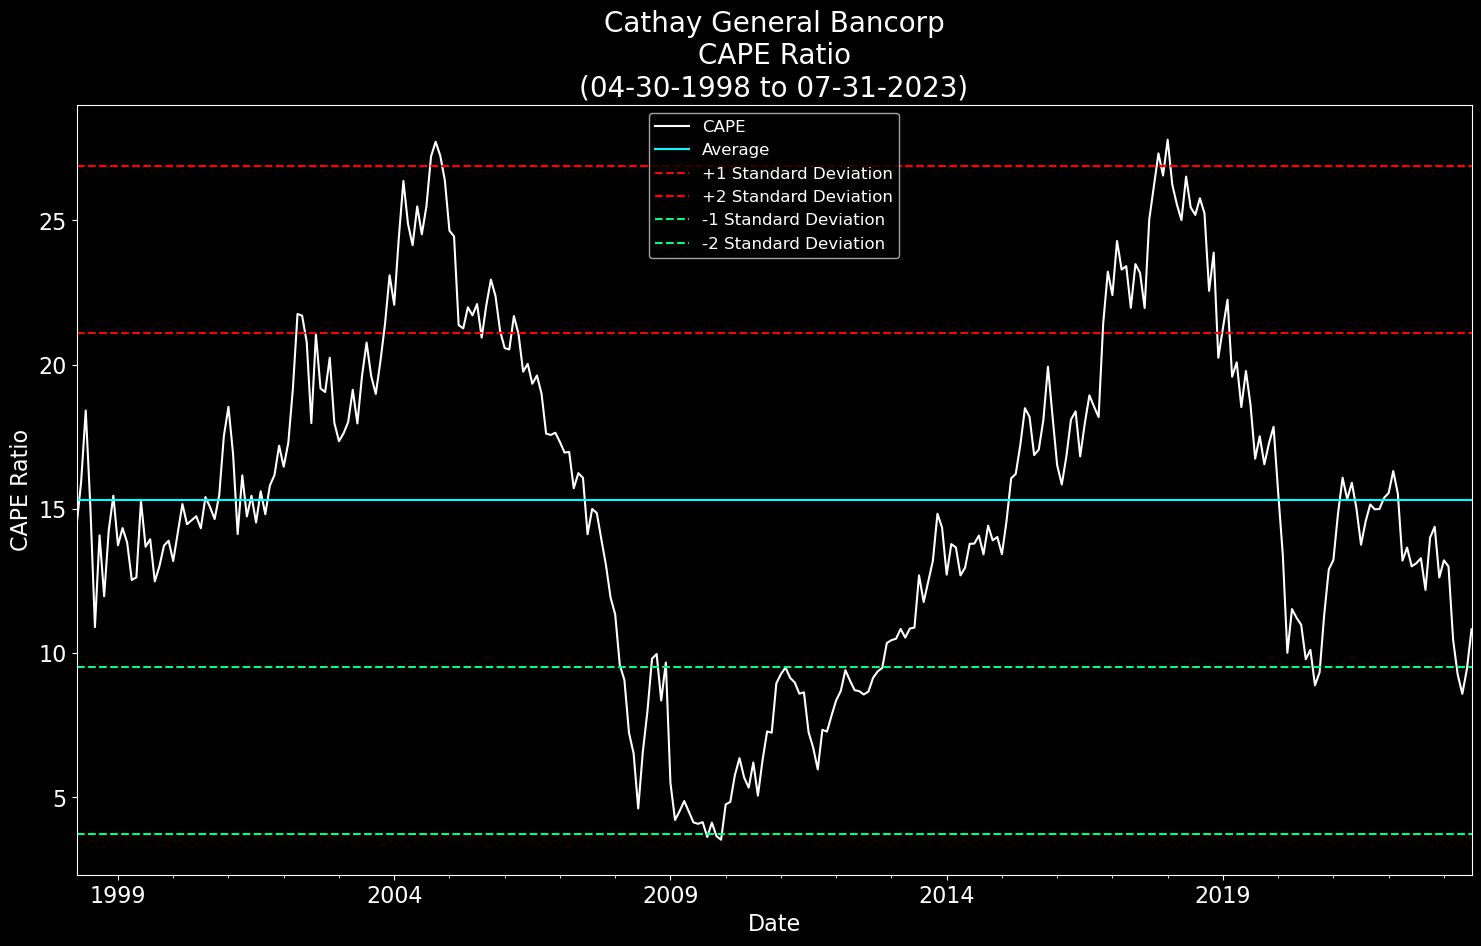 Cathay General Bancorp
CAPE Ratio
(04-30-1998 to 07-31-2023)
CAPE
Average
+1 Standard Deviation
+2 Standard Deviation
-1 Standard Deviation
-2 Standard Deviation
CAPE Ratio
25
20
15
10
5
1999
2004
2009
2014
2019
Date